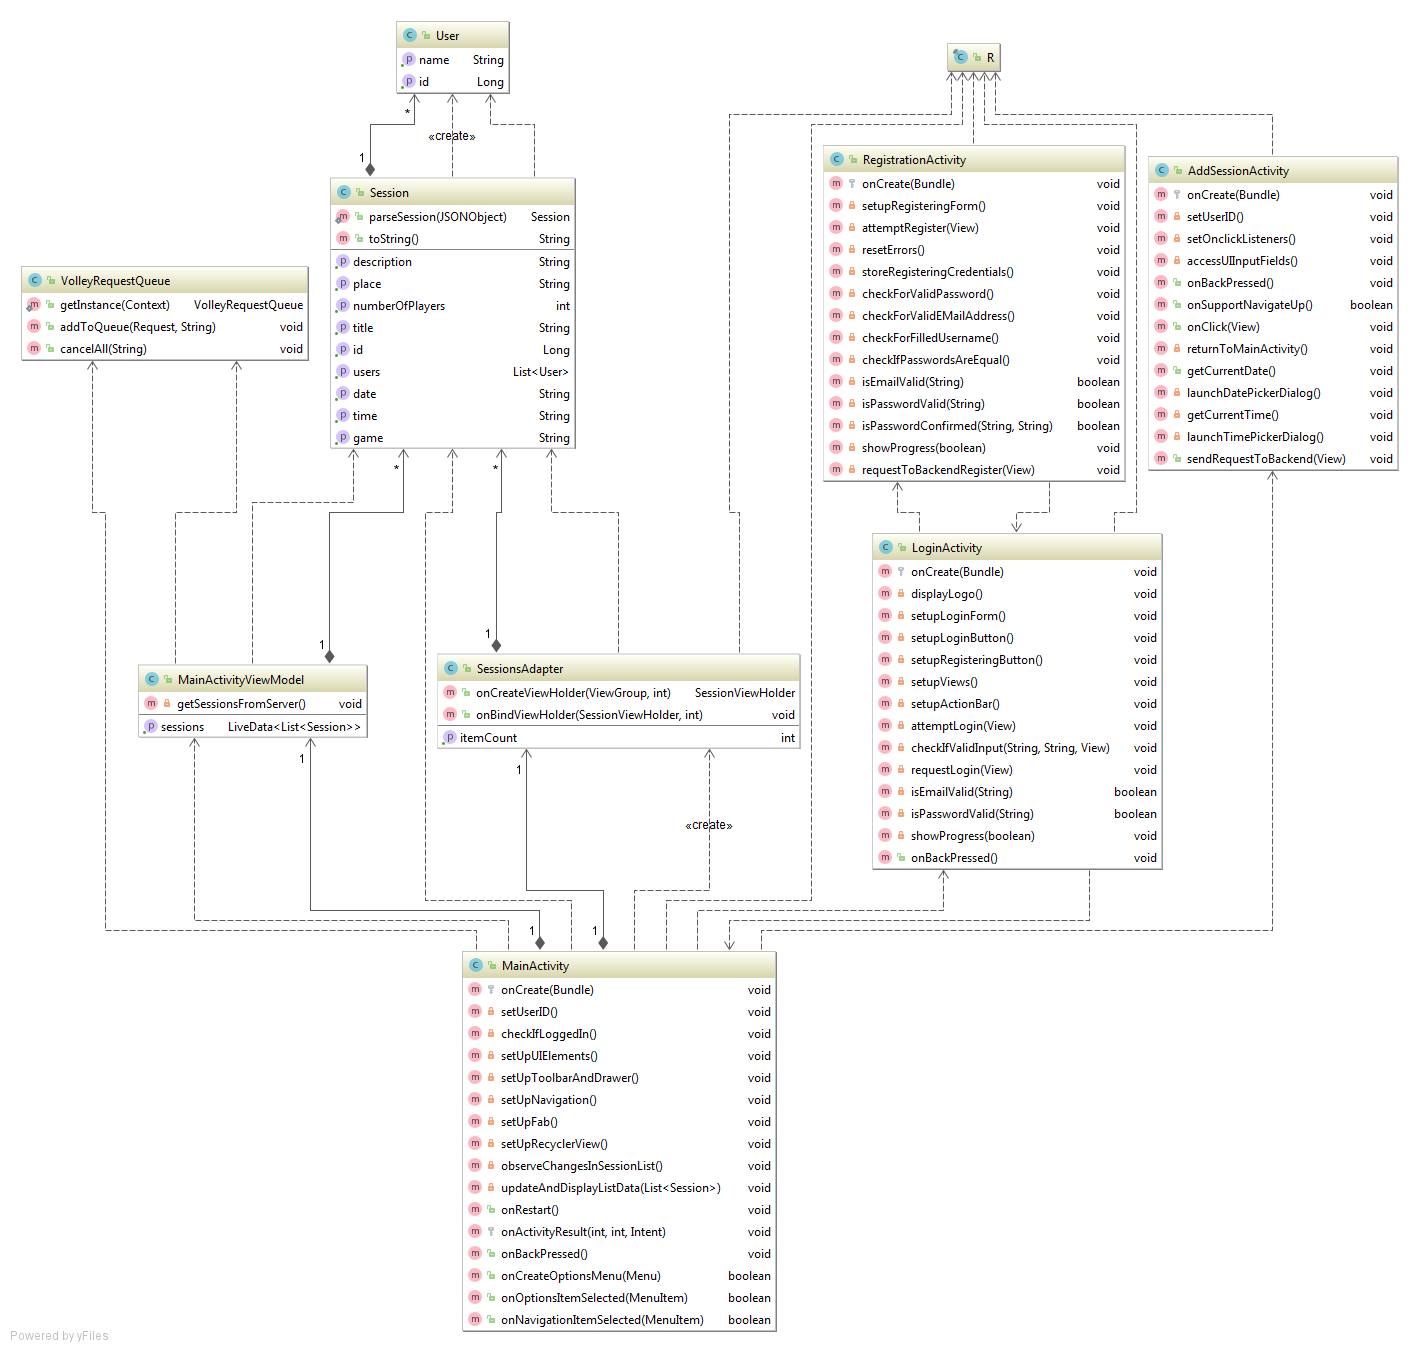 User
name String
id Long
*
«create»
1
R
Session
parseSession(JSONObject) Session
toString() String
description String
place String
numberOfPlayers int
title String
id Long
users List<User>
date String
time String
game String
VolleyRequestQueue
getInstance(Context) VolleyRequestQueue
addToQueue(Request, String) void
cancelAll(String) void
RegistrationActivity
onCreate(Bundle) void
setupRegisteringForm() void
attemptRegister(View) void
resetErrors() void
storeRegisteringCredentials() void
checkForValidPassword() void
checkForValidEMailAddress() void
checkForFilledUsername() void
checkIfPasswordsAreEqual() void
isEmailValid(String) boolean
isPasswordValid(String) boolean
isPasswordConfirmed(String, String) boolean
showProgress(boolean) void
requestToBackendRegister(View) void
AddSessionActivity
onCreate(Bundle) void
setUserID() void
setOnclickListeners() void
accessUIInputFields() void
onBackPressed() void
onSupportNavigateUp() boolean
onClick(View) void
returnToMainActivity() void
getCurrentDate() void
launchDatePickerDialog() void
getCurrentTime() void
launchTimePickerDialog() void
sendRequestToBackend(View) void
*
*
1
1
LoginActivity
onCreate(Bundle) void
displayLogo() void
setupLoginForm() void
setupLoginButton() void
setupRegisteringButton() void
setupViews() void
setupActionBar() void
attemptLogin(View) void
checkIfValidInput(String, String, View) void
requestLogin(View) void
isEmailValid(String) boolean
isPasswordValid(String) boolean
showProgress(boolean) void
onBackPressed() void
MainActivityViewModel
getSessionsFromServer() void
sessions LiveData<List<Session>>
SessionsAdapter
onCreateViewHolder(ViewGroup, int) SessionViewHolder
onBindViewHolder(SessionViewHolder, int) void
itemCount int
1
1
«create»
1
1
MainActivity
onCreate(Bundle) void
setUserID() void
checkIfLoggedIn() void
setUpUIElements() void
setUpToolbarAndDrawer() void
setUpNavigation() void
setUpFab() void
setUpRecyclerView() void
observeChangesInSessionList() void
updateAndDisplayListData(List<Session>) void
onRestart() void
onActivityResult(int, int, Intent) void
onBackPressed() void
onCreateOptionsMenu(Menu) boolean
onOptionsItemSelected(MenuItem) boolean
onNavigationItemSelected(MenuItem) boolean
Powered by yFiles